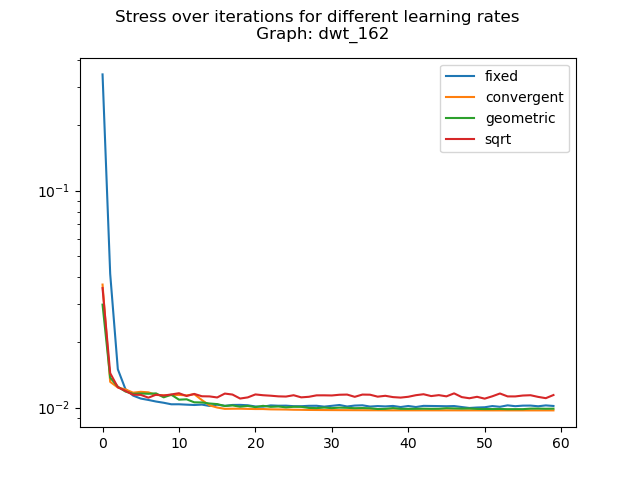 Stress over iterations for different learning rates
Graph: dwt_162
fixed
convergent
geometric
sqrt
10⁻¹
10⁻²
0 10 20 30 40 50 60